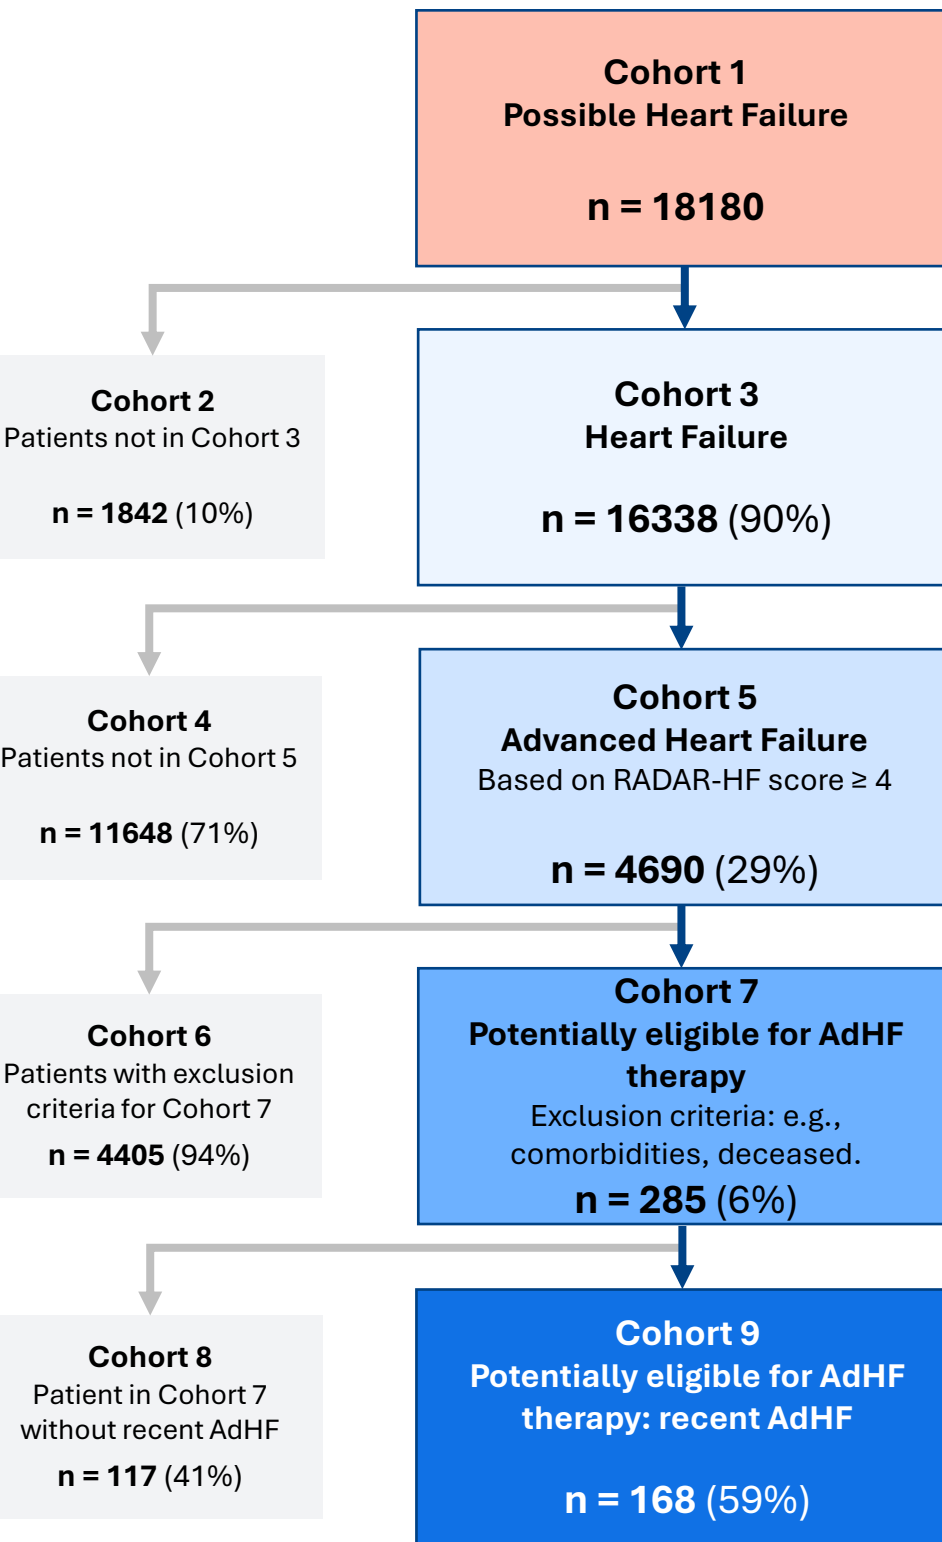 Cohort 1
Possible Heart Failure
n = 18180
Cohort 2
Patients not in Cohort 3
n = 1842 (10%)
Cohort 3
Heart Failure
n = 16338 (90%)
Cohort 4
Patients not in Cohort 5
n = 11648 (71%)
Cohort 5
Advanced Heart Failure
Based on RADAR-HF score ≥ 4
n = 4690 (29%)
Cohort 6
Patients with exclusion
criteria for Cohort 7
n = 4405 (94%)
Cohort 7
Potentially eligible for AdHF
therapy
Exclusion criteria: e.g.,
comorbidities, deceased.
n = 285 (6%)
Cohort 8
Patient in Cohort 7
without recent AdHF
n = 117 (41%)
Cohort 9
Potentially eligible for AdHF
therapy: recent AdHF
n = 168 (59%)